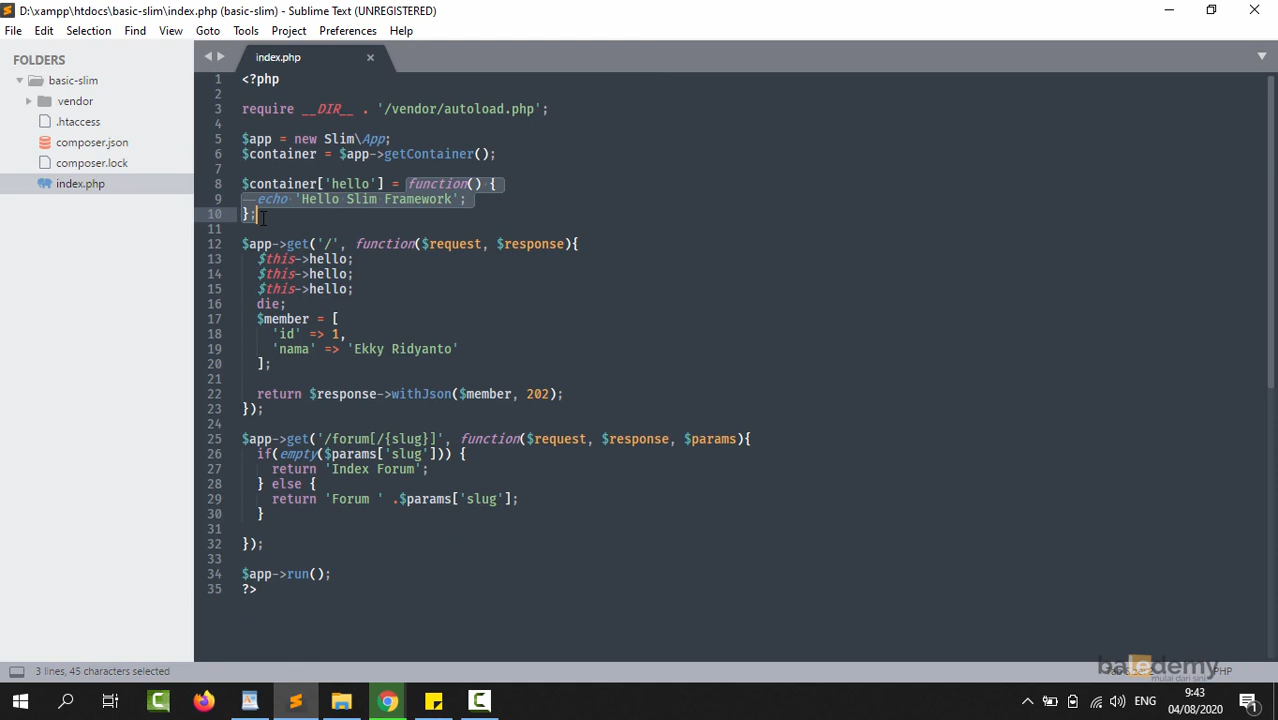 D:\xampp\htdocs\basic-slim\index.php (basic-slim) - Sublime Text (UNREGISTERED)
File Edit Selection Find View Goto Tools Project Preferences Help
FOLDERS
basic-slim
vendor
.htaccess
composer.json
composer.lock
index.php
index.php
1 <?php
2
3 require __DIR__ . '/vendor/autoload.php';
4
5 $app = new Slim\App;
6 $container = $app->getContainer();
7
8 $container['hello'] = function() {
9 echo 'Hello Slim Framework';
10 };
11
12 $app->get('/', function($request, $response){
13 $this->hello;
14 $this->hello;
15 $this->hello;
16 die;
17 $member = [
18 'id' => 1,
19 'nama' => 'Ekky Ridyanto'
20 ];
21
22 return $response->withJson($member, 202);
23 });
24
25 $app->get('/forum[/{slug}]', function($request, $response, $params){
26 if(empty($params['slug'])) {
27 return 'Index Forum';
28 } else {
29 return 'Forum ' .$params['slug'];
30 }
31
32 });
33
34 $app->run();
35 ?>
3 lines, 45 characters selected
PHP
baledemy
mulai dari sini
ENG
9:43
04/08/2020